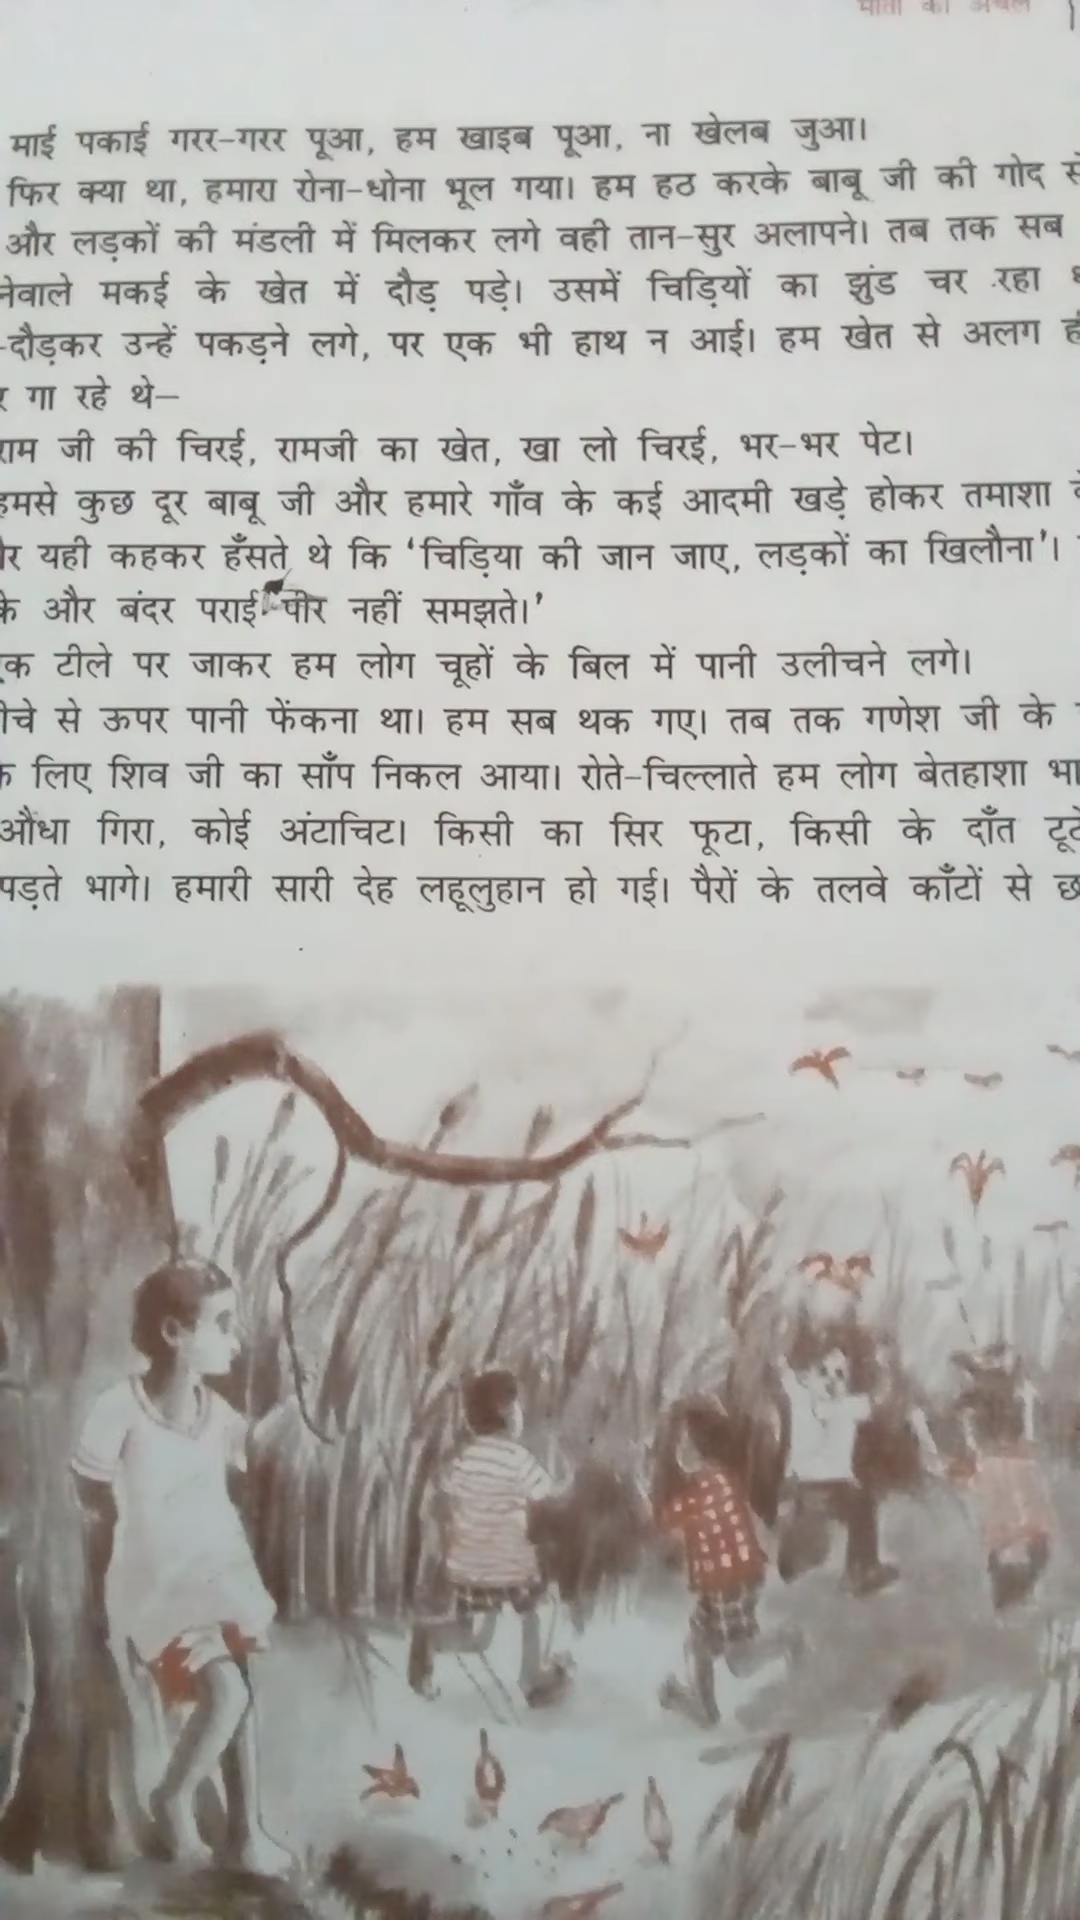 माता का अँचल
माई पकाई गरर-गरर पूआ, हम खाइब पूआ, ना खेलब जुआ।
फिर क्या था, हमारा रोना-धोना भूल गया। हम हठ करके बाबू जी की गोद से
और लड़कों की मंडली में मिलकर लगे वही तान-सुर अलापने। तब तक सब
नेवाले मकई के खेत में दौड़ पड़े। उसमें चिड़ियों का झुंड चर रहा
-दौड़कर उन्हें पकड़ने लगे, पर एक भी हाथ न आई। हम खेत से अलग ही
र गा रहे थे–
राम जी की चिरई, रामजी का खेत, खा लो चिरई, भर-भर पेट।
हमसे कुछ दूर बाबू जी और हमारे गाँव के कई आदमी खड़े होकर तमाशा
र यही कहकर हँसते थे कि ‘चिड़िया की जान जाए, लड़कों का खिलौना’।
के और बंदर पराई पीर नहीं समझते।’
एक टीले पर जाकर हम लोग चूहों के बिल में पानी उलीचने लगे।
नीचे से ऊपर पानी फेंकना था। हम सब थक गए। तब तक गणेश जी के
के लिए शिव जी का साँप निकल आया। रोते-चिल्लाते हम लोग बेतहाशा भा
औंधा गिरा, कोई अंटाचिट। किसी का सिर फूटा, किसी के दाँत टूटे
पड़ते भागे। हमारी सारी देह लहूलुहान हो गई। पैरों के तलवे काँटों से छ